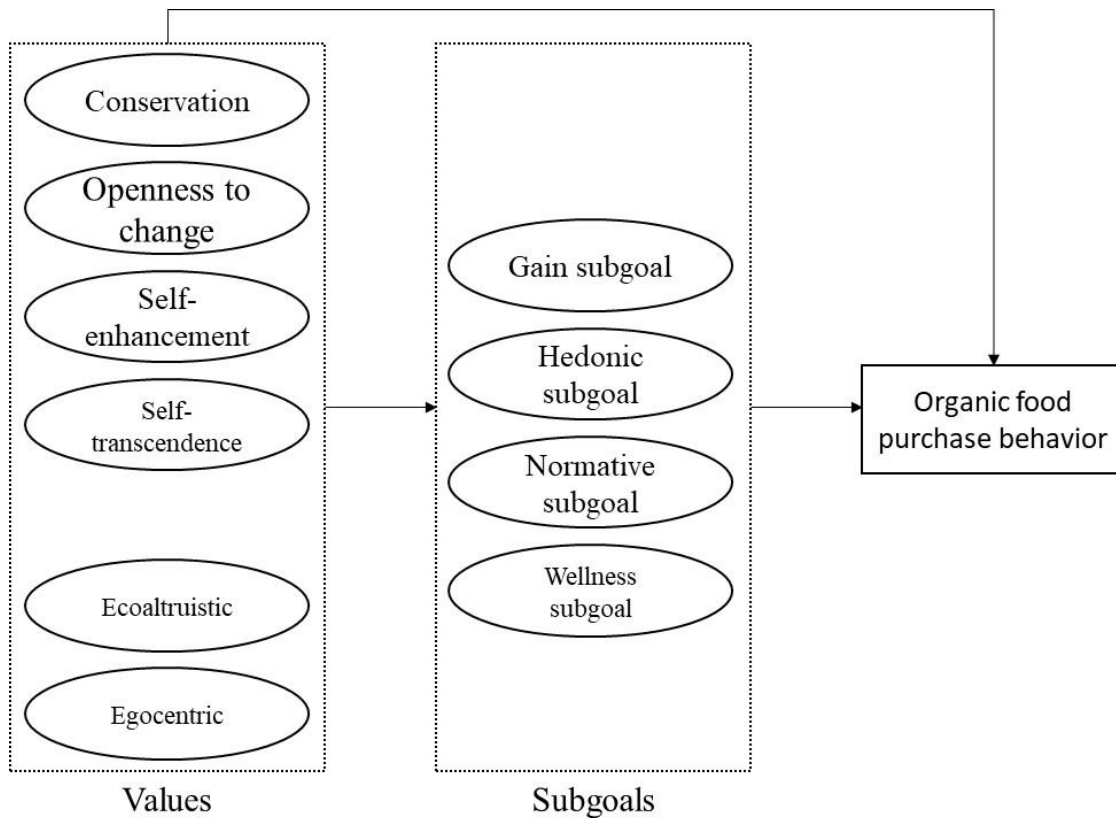 Conservation
Openness to
change
Self-
enhancement
Self-
transcendence
Ecoaltruistic
Egocentric
Values
Gain subgoal
Hedonic
subgoal
Normative
subgoal
Wellness
subgoal
Subgoals
Organic food
purchase behavior